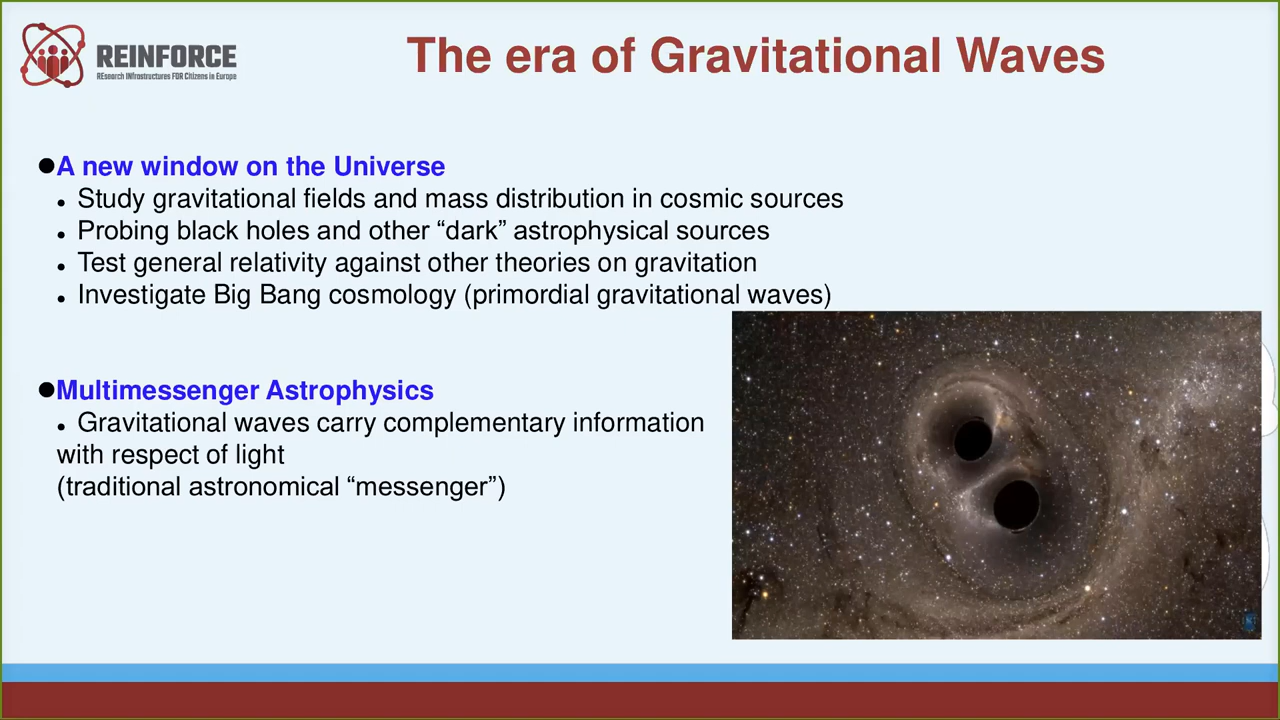 REINFORCE
REsearch INfrastructures FOR Citizens in Europe
The era of Gravitational Waves
●A new window on the Universe
• Study gravitational fields and mass distribution in cosmic sources
• Probing black holes and other “dark” astrophysical sources
• Test general relativity against other theories on gravitation
• Investigate Big Bang cosmology (primordial gravitational waves)
●Multimessenger Astrophysics
• Gravitational waves carry complementary information
with respect of light
(traditional astronomical “messenger”)